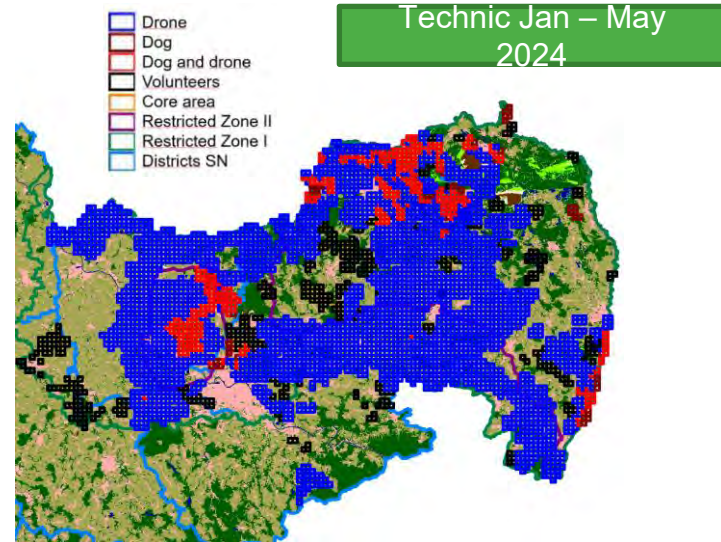 Technic Jan – May
2024
Drone
Dog
Dog and drone
Volunteers
Core area
Restricted Zone II
Restricted Zone I
Districts SN